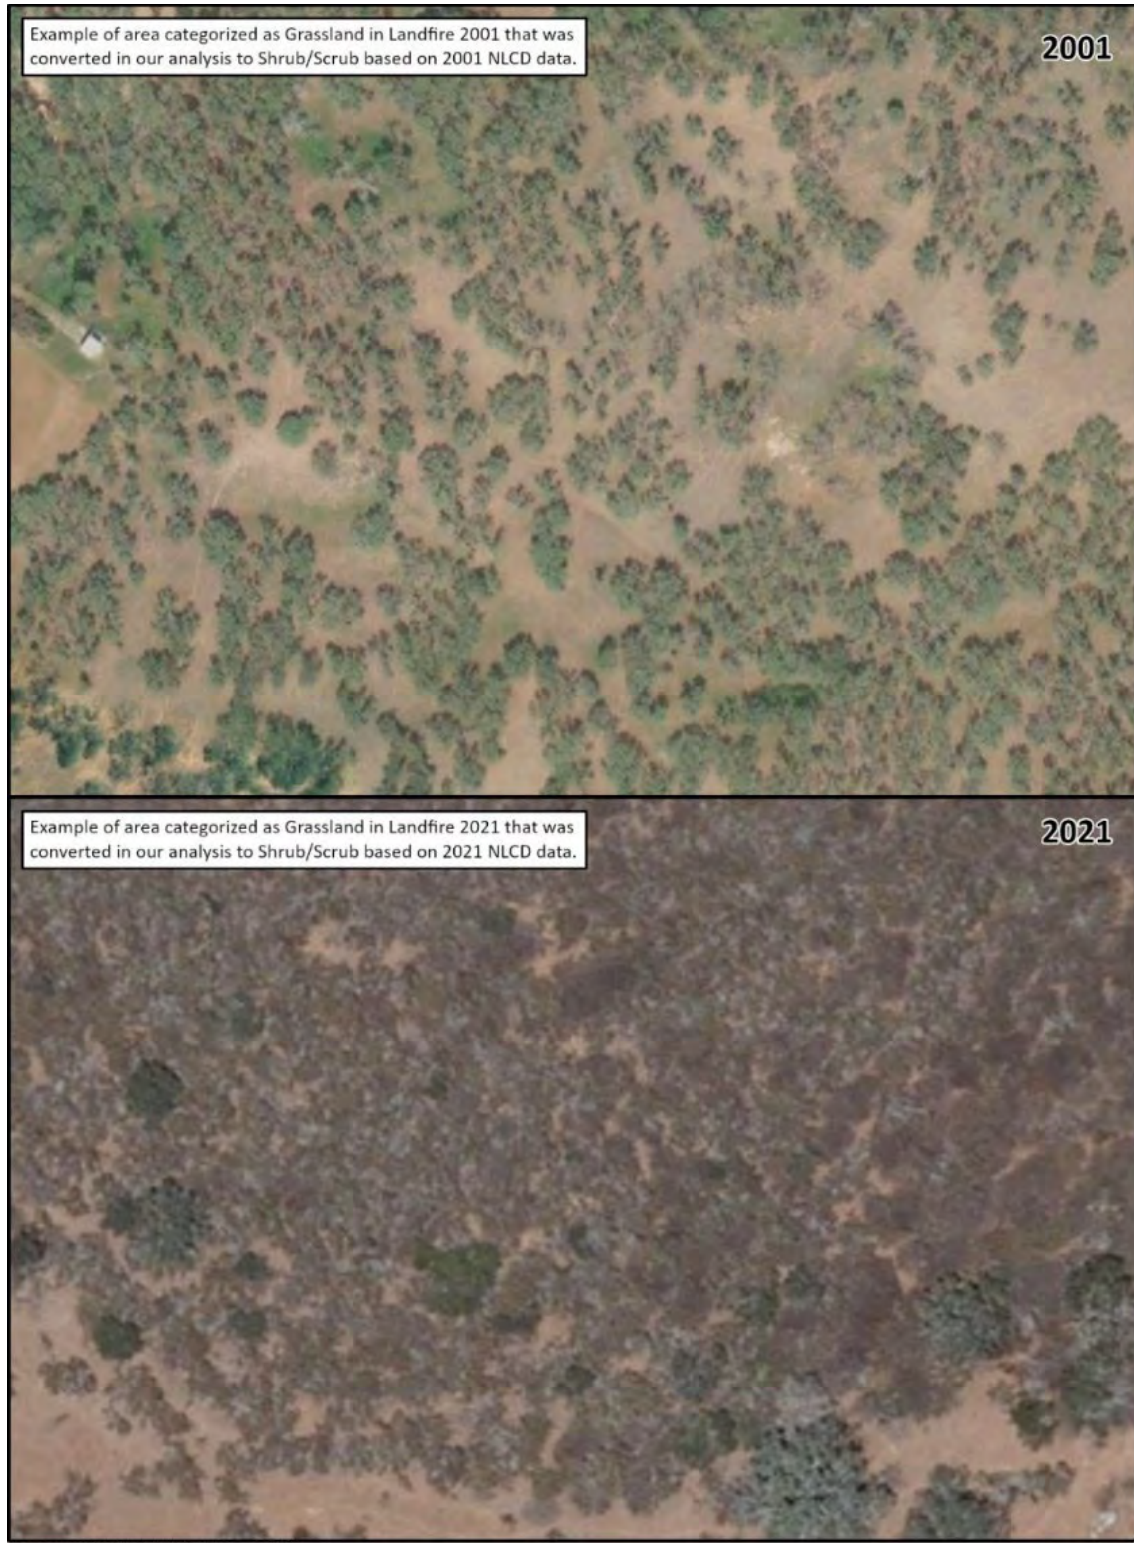 Example of area categorized as Grassland in Landfire 2001 that was
converted in our analysis to Shrub/Scrub based on 2001 NLCD data.
2001
Example of area categorized as Grassland in Landfire 2021 that was
converted in our analysis to Shrub/Scrub based on 2021 NLCD data.
2021